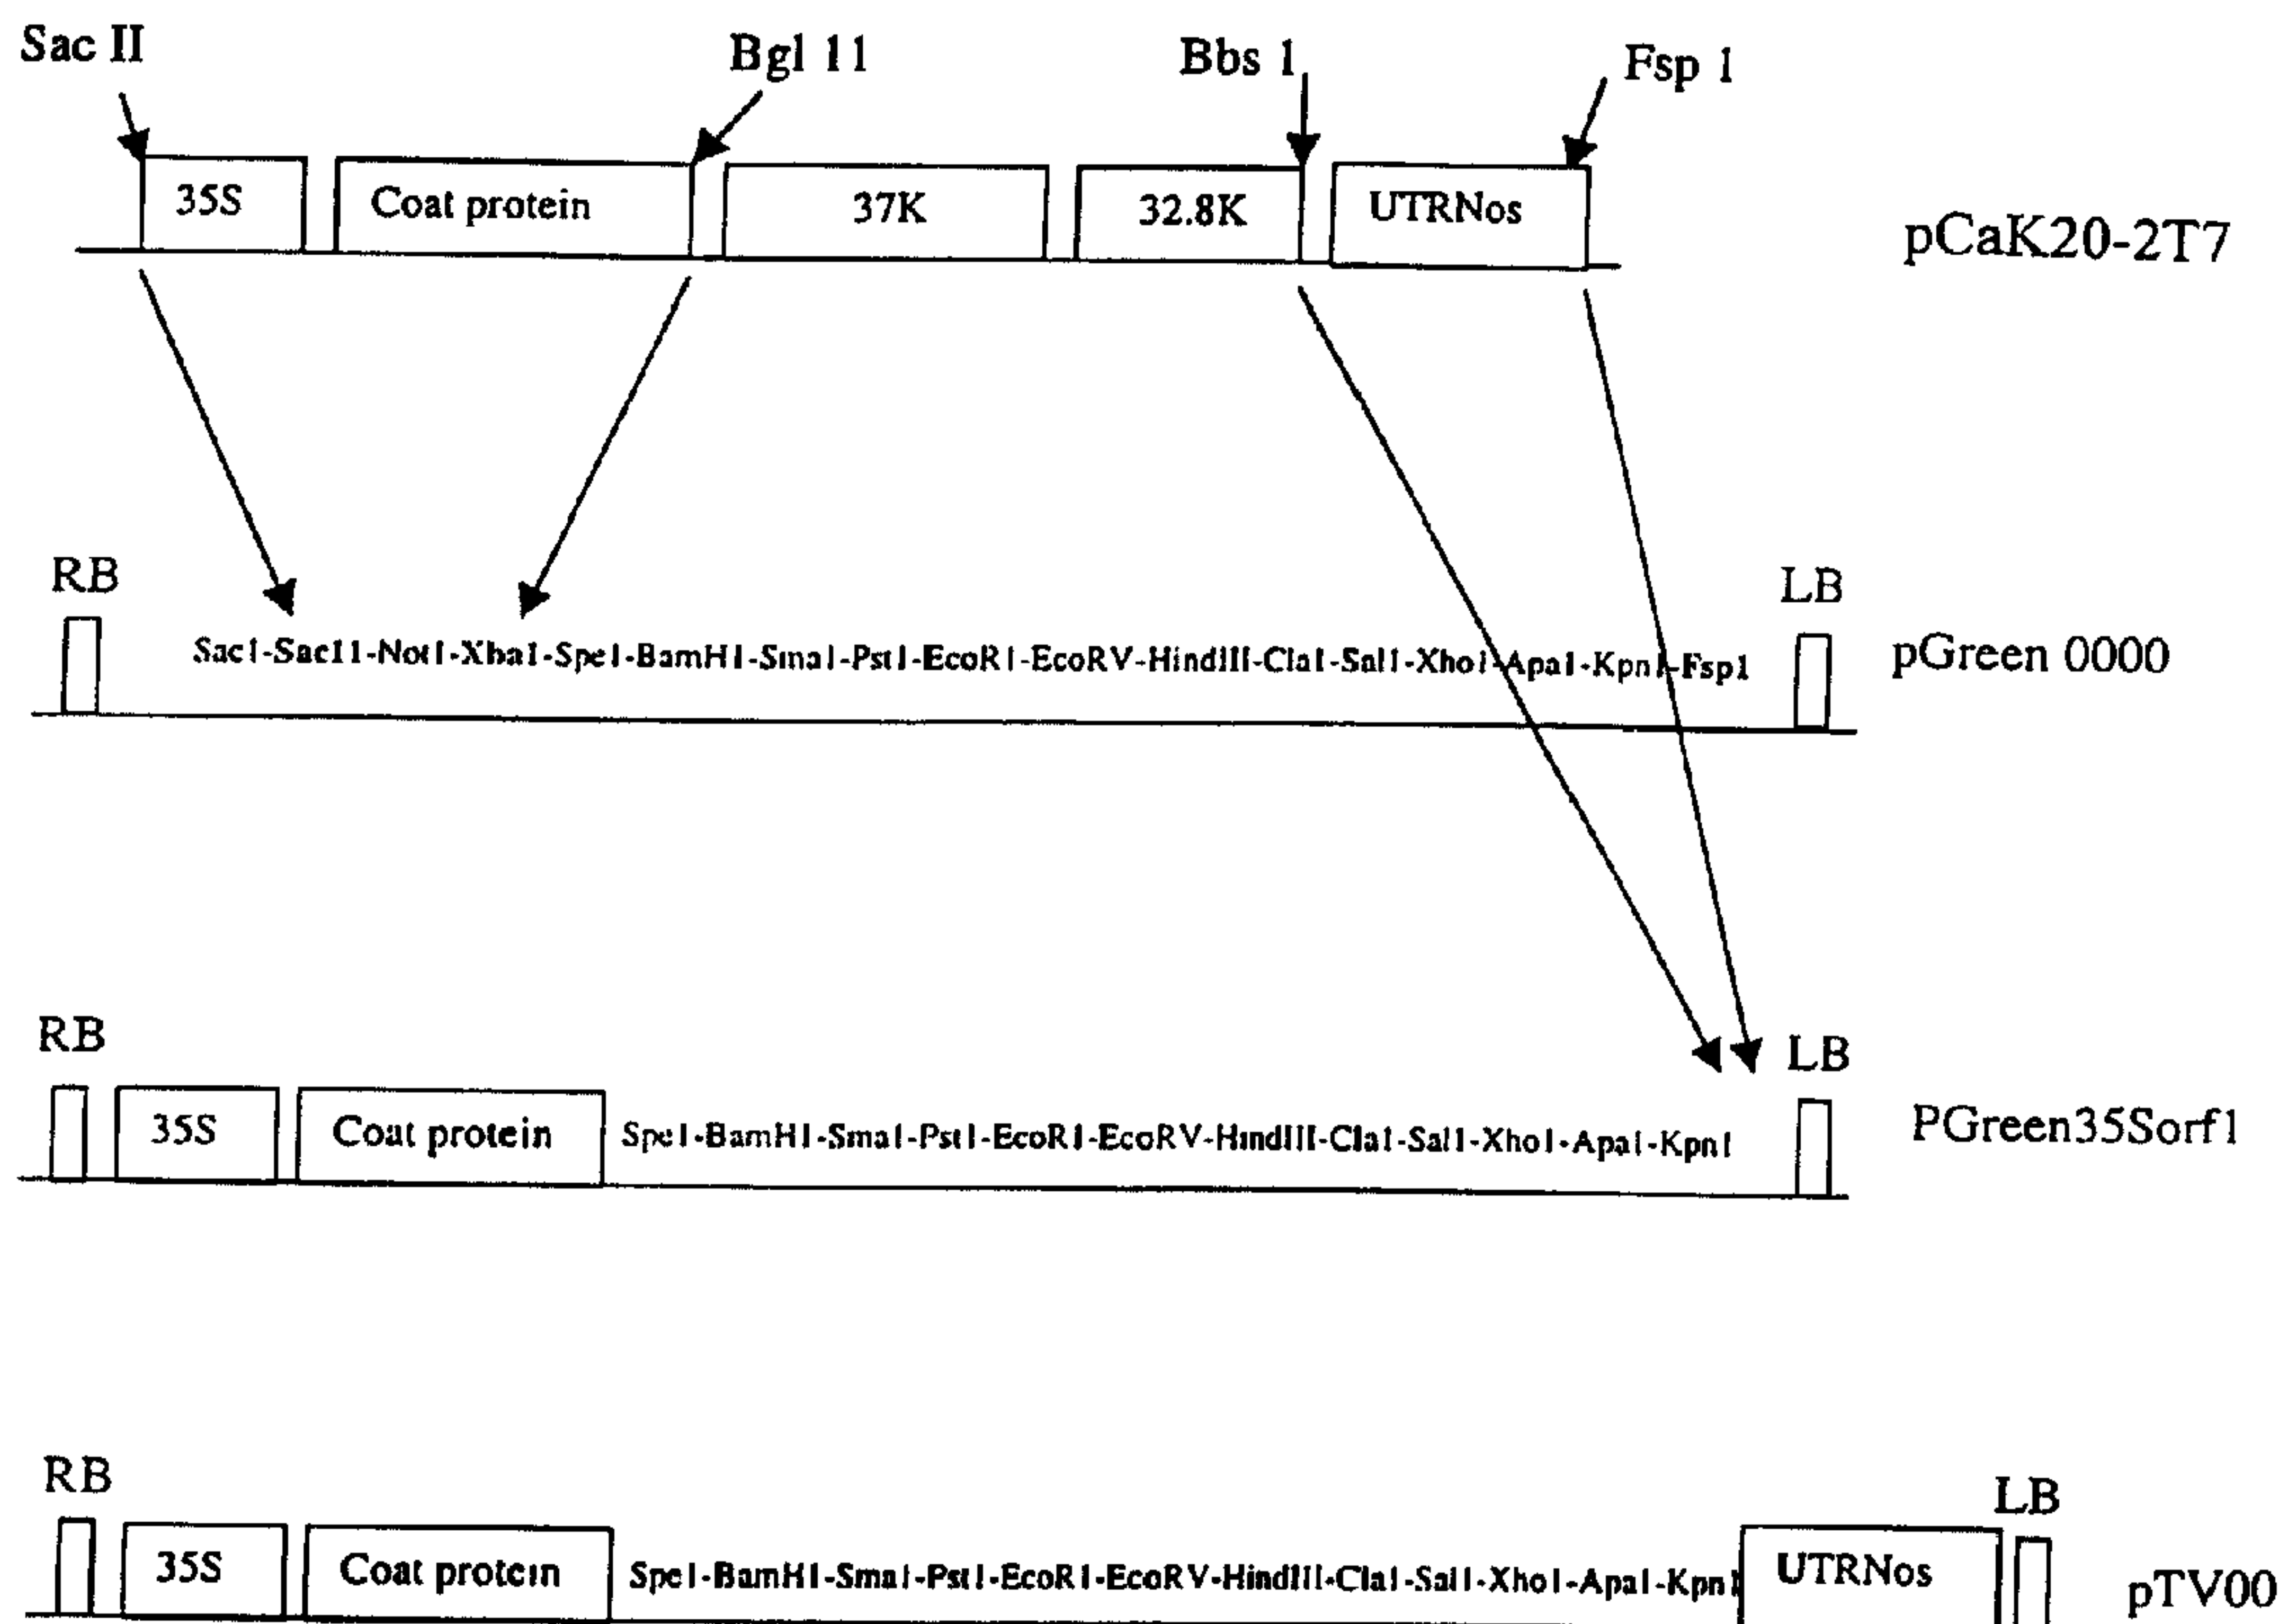 Sac II
Bgl 11
Bbs 1
Fsp 1
35S
Coat protein
37K
32.8K
UTRNos
pCaK20-2T7
RB
LB
Sac1-Sac11-Not1-Xba1-Spe1-BamH1-Sma1-Pst1-EcoR1-EcoRV-HindIII-Cla1-Sal1-Xho1-Apa1-Kpn1-Fsp1
pGreen 0000
RB
LB
35S
Coat protein
Spe1-BamH1-Sma1-Pst1-EcoR1-EcoRV-HindIII-Cla1-Sal1-Xho1-Apa1-Kpn1
PGreen35Sorf1
RB
LB
35S
Coat protein
Spe1-BamH1-Sma1-Pst1-EcoR1-EcoRV-HindIII-Cla1-Sal1-Xho1-Apa1-Kpn1
UTRNos
pTV00